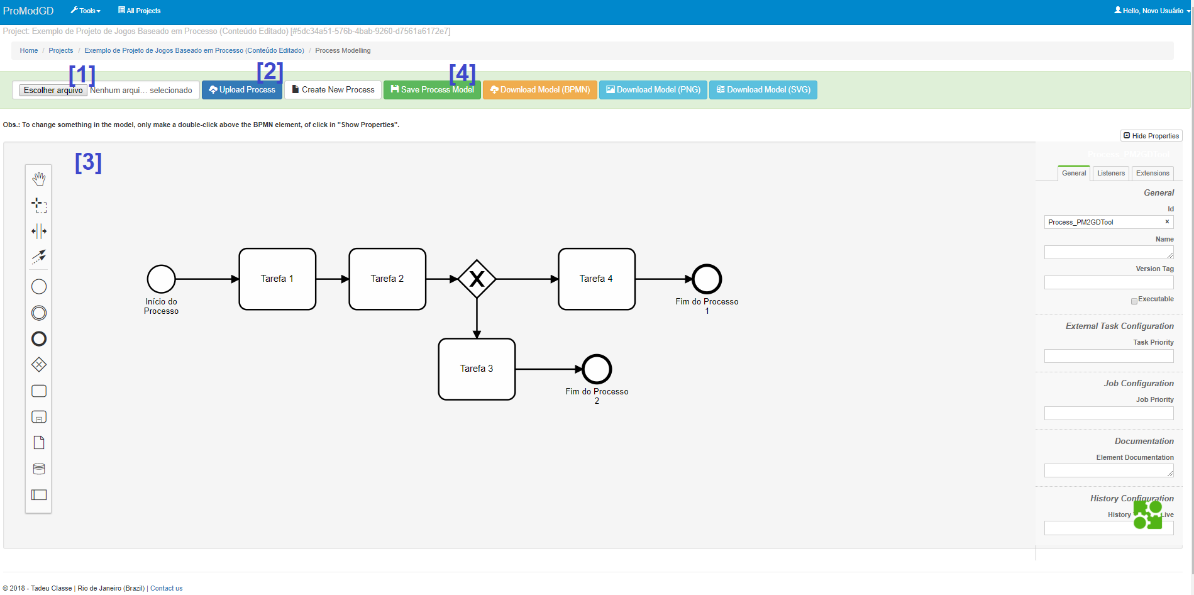 ProModGD Tools All Projects Hello, Novo Usuário
Project: Exemplo de Projeto de Jogos Baseado em Processo (Conteúdo Editado) [#5dc34a51-576b-4bab-9260-d7561a6172e7]
Home / Projects / Exemplo de Projeto de Jogos Baseado em Processo (Conteúdo Editado) / Process Modelling
[1] [2] [4]
Escolher arquivo Nenhum arqui... selecionado Upload Process Create New Process Save Process Model Download Model (BPMN) Download Model (PNG) Download Model (SVG)
Obs.: To change something in the model, only make a double-click above the BPMN element, of click in "Show Properties".
Hide Properties
[3]
General Listeners Extensions
General
Id
Process_PM2GDTool ×
Name
Version Tag
Executable
External Task Configuration
Task Priority
Job Configuration
Job Priority
Documentation
Element Documentation
History Configuration
History Live
Início do
Processo
Tarefa 1
Tarefa 2
X
Tarefa 4
Fim do Processo
1
Tarefa 3
Fim do Processo
2
© 2018 - Tadeu Classe | Rio de Janeiro (Brazil) | Contact us